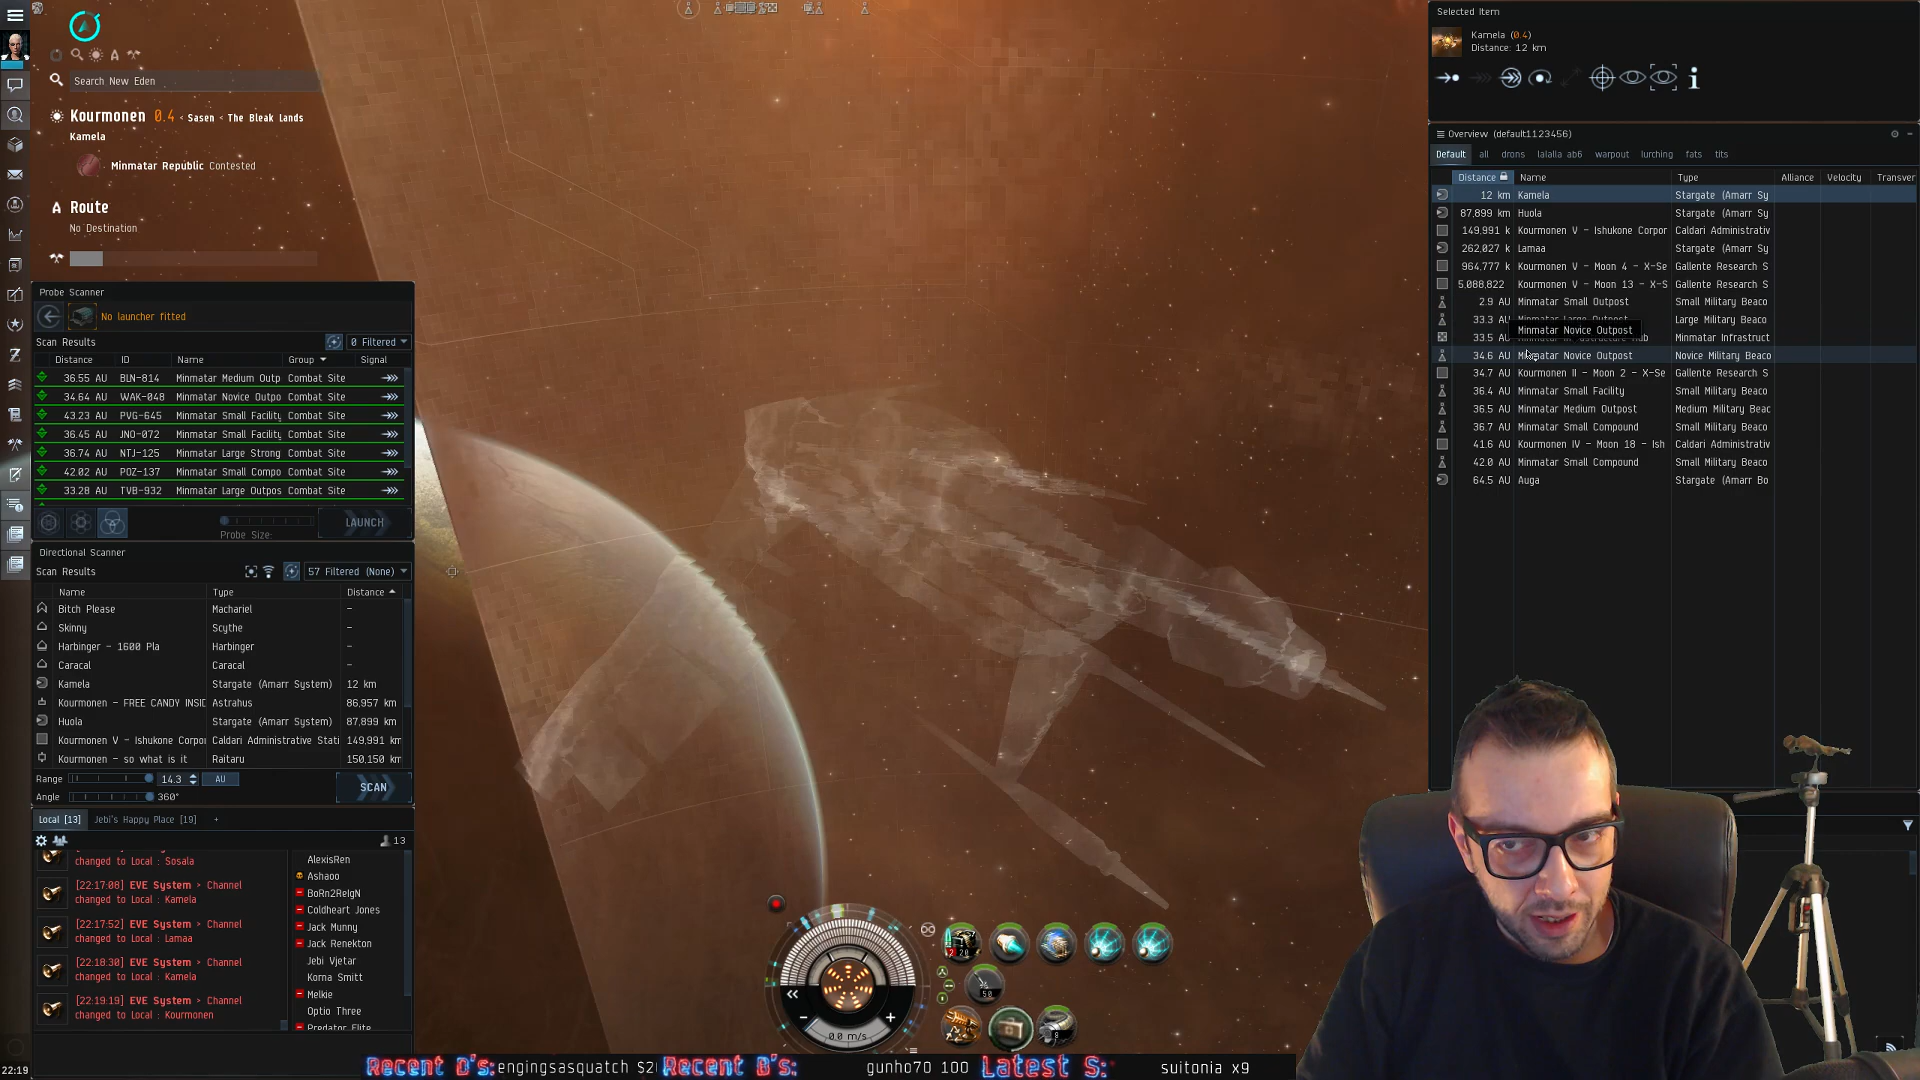 Search New Eden
Kourmonen 0.4 < Sasen < The Bleak Lands
Kamela
Minmatar Republic Contested
Route
No Destination
Probe Scanner
No launcher fitted
Scan Results 0 Filtered
Distance ID Name Group Signal
36.55 AU BLN-814 Minmatar Medium Outp Combat Site
34.64 AU WAK-048 Minmatar Novice Outpo Combat Site
43.23 AU PVG-645 Minmatar Small Facility Combat Site
36.45 AU JNO-072 Minmatar Small Facility Combat Site
36.74 AU NTJ-125 Minmatar Large Strong Combat Site
42.02 AU POZ-137 Minmatar Small Compo Combat Site
33.28 AU TVB-932 Minmatar Large Outpos Combat Site
Probe Size:
LAUNCH
Directional Scanner
Scan Results 57 Filtered (None)
Name Type Distance
Bitch Please Machariel -
Skinny Scythe -
Harbinger - 1600 Pla Harbinger -
Caracal Caracal -
Kamela Stargate (Amarr System) 12 km
Kourmonen - FREE CANDY INSID Astrahus 86,957 km
Huola Stargate (Amarr System) 87,899 km
Kourmonen V - Ishukone Corpor Caldari Administrative Stati 149,991 km
Kourmonen - so what is it Raitaru 150,150 km
Range 14.3 AU
Angle 360°
SCAN
Local [13] Jebi's Happy Place [19] +
13
changed to Local : Sosala
[22:17:08] EVE System > Channel
changed to Local : Kamela
[22:17:52] EVE System > Channel
changed to Local : Lamaa
[22:18:30] EVE System > Channel
changed to Local : Kamela
[22:19:19] EVE System > Channel
changed to Local : Kourmonen
AlexisRen
Ashaoo
BoRn2ReIgN
Coldheart Jones
Jack Munny
Jack Renekton
Jebi Vjetar
Korna Smitt
Melkie
Optio Three
Predator Elite
22:19
0.0 m/s
2 20
50
8
Recent D's: engingsasquatch S20 Recent B's: gunho70 100 Latest S: suitonia x9
Selected Item
Kamela (0.4)
Distance: 12 km
Overview (default1123456)
Default all drons lalalla ab6 warpout lurching fats tits
Distance Name Type Alliance Velocity Transver
12 km Kamela Stargate (Amarr Sy
87,899 km Huola Stargate (Amarr Sy
149,991 k Kourmonen V - Ishukone Corpor Caldari Administrativ
262,027 k Lamaa Stargate (Amarr Sy
964,777 k Kourmonen V - Moon 4 - X-Se Gallente Research S
5,088,822 Kourmonen V - Moon 13 - X-S Gallente Research S
2.9 AU Minmatar Small Outpost Small Military Beaco
33.3 AU Minmatar Large Outpost Large Military Beaco
Minmatar Novice Outpost
33.5 AU Minmatar Infrastructure Hub Minmatar Infrastruct
34.6 AU Minmatar Novice Outpost Novice Military Beaco
34.7 AU Kourmonen II - Moon 2 - X-Se Gallente Research S
36.4 AU Minmatar Small Facility Small Military Beaco
36.5 AU Minmatar Medium Outpost Medium Military Beac
36.7 AU Minmatar Small Compound Small Military Beaco
41.6 AU Kourmonen IV - Moon 18 - Ish Caldari Administrativ
42.0 AU Minmatar Small Compound Small Military Beaco
64.5 AU Auga Stargate (Amarr Bo